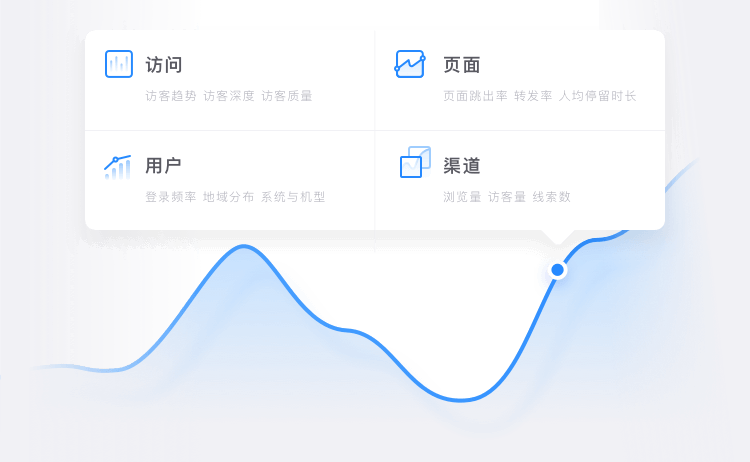 访问
访客趋势 访客深度 访客质量
页面
页面跳出率 转发率 人均停留时长
用户
登录频率 地域分布 系统与机型
渠道
浏览量 访客量 线索数